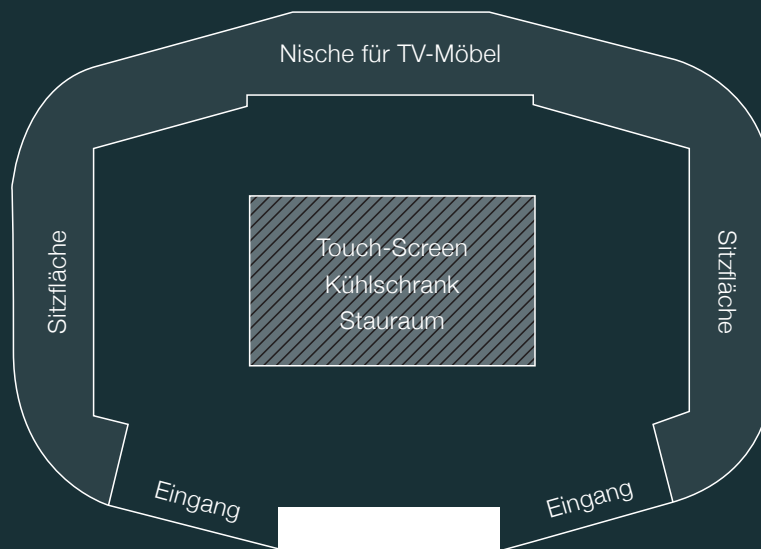 Nische für TV-Möbel
Sitzfläche
Touch-Screen
Kühlschrank
Stauraum
Sitzfläche
Eingang
Eingang